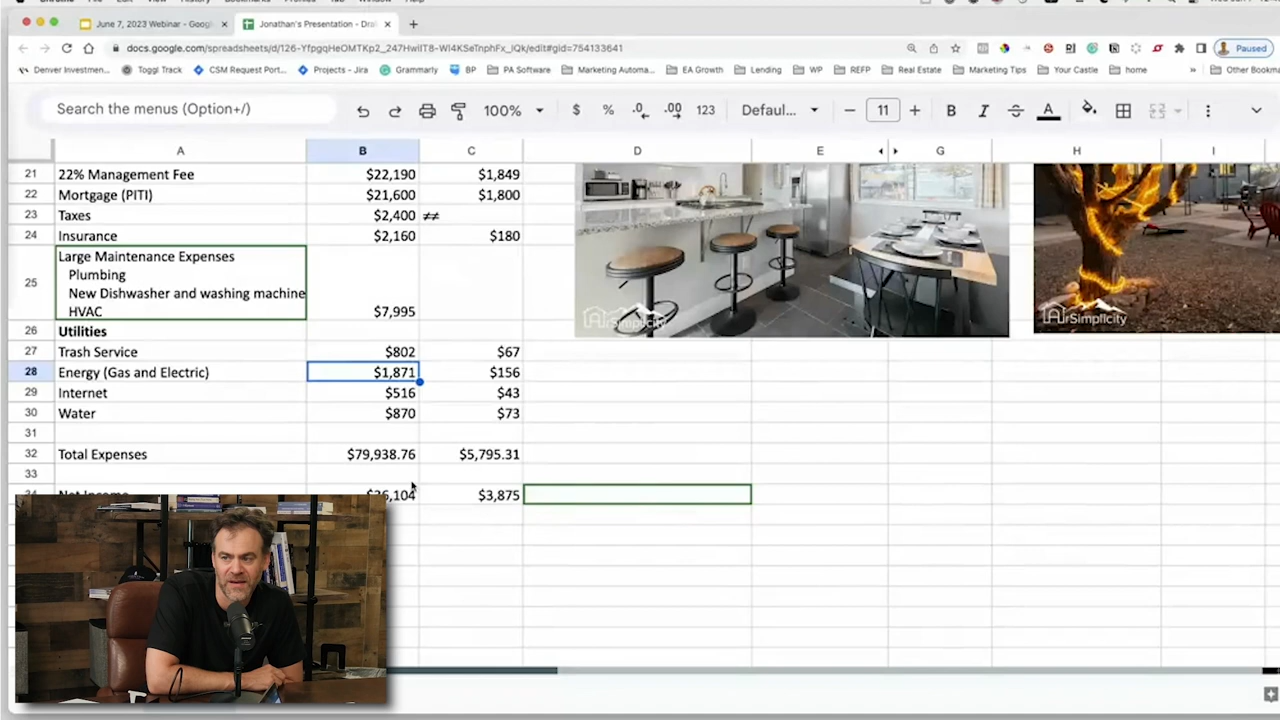 June 7, 2023 Webinar - Googl
Jonathan's Presentation - Dra
docs.google.com/spreadsheets/d/126-YfpgqHeOMTKp2_247HwiIT8-WI4KSeTnphFx_iQk/edit#gid=754133641
Paused
Denver Investmen...
Toggl Track
CSM Request Port...
Projects - Jira
Grammarly
BP
PA Software
Marketing Automa...
EA Growth
Lending
WP
REFP
Real Estate
Marketing Tips
Your Castle
home
»
Other Bookma
Search the menus (Option+/)
100%
$ % .0 .00 123
Defaul...
11
B I S A
A B C D E G H I
21 22% Management Fee $22,190 $1,849
22 Mortgage (PITI) $21,600 $1,800
23 Taxes $2,400 ≠≠
24 Insurance $2,160 $180
Large Maintenance Expenses
Plumbing
25 New Dishwasher and washing machine
HVAC $7,995
26 Utilities
27 Trash Service $802 $67
28 Energy (Gas and Electric) $1,871 $156
29 Internet $516 $43
30 Water $870 $73
31
32 Total Expenses $79,938.76 $5,795.31
33
34 Net Income $3,875
AirSimplicity
AirSimplicity